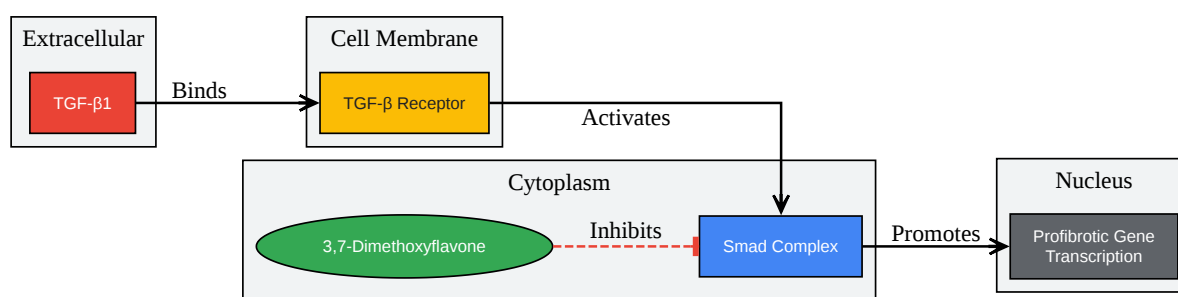 Extracellular
Cell Membrane
TGF-β1
Binds
TGF-β Receptor
Activates
Cytoplasm
Nucleus
3,7-Dimethoxyflavone
Inhibits
Smad Complex
Promotes
Profibrotic Gene
Transcription